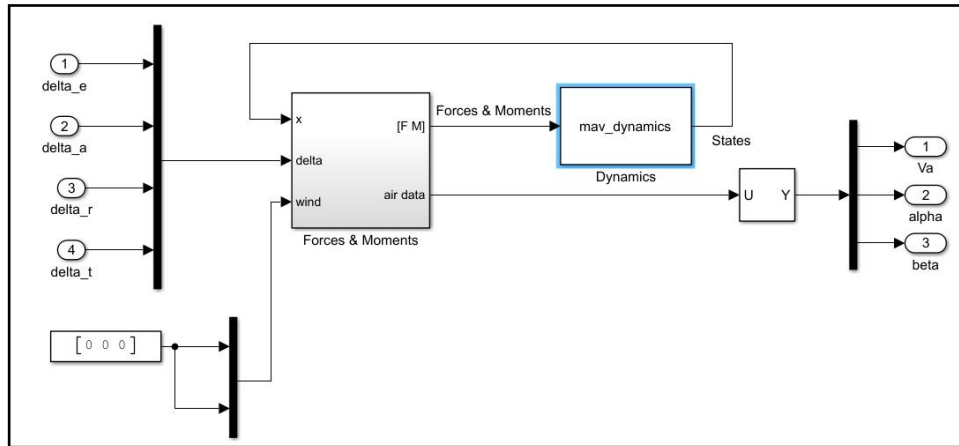 1
delta_e
2
delta_a
3
delta_r
4
delta_t
[0 0 0]
x
delta
wind
[F M]
air data
Forces & Moments
Forces & Moments
mav_dynamics
Dynamics
States
U Y
1
Va
2
alpha
3
beta